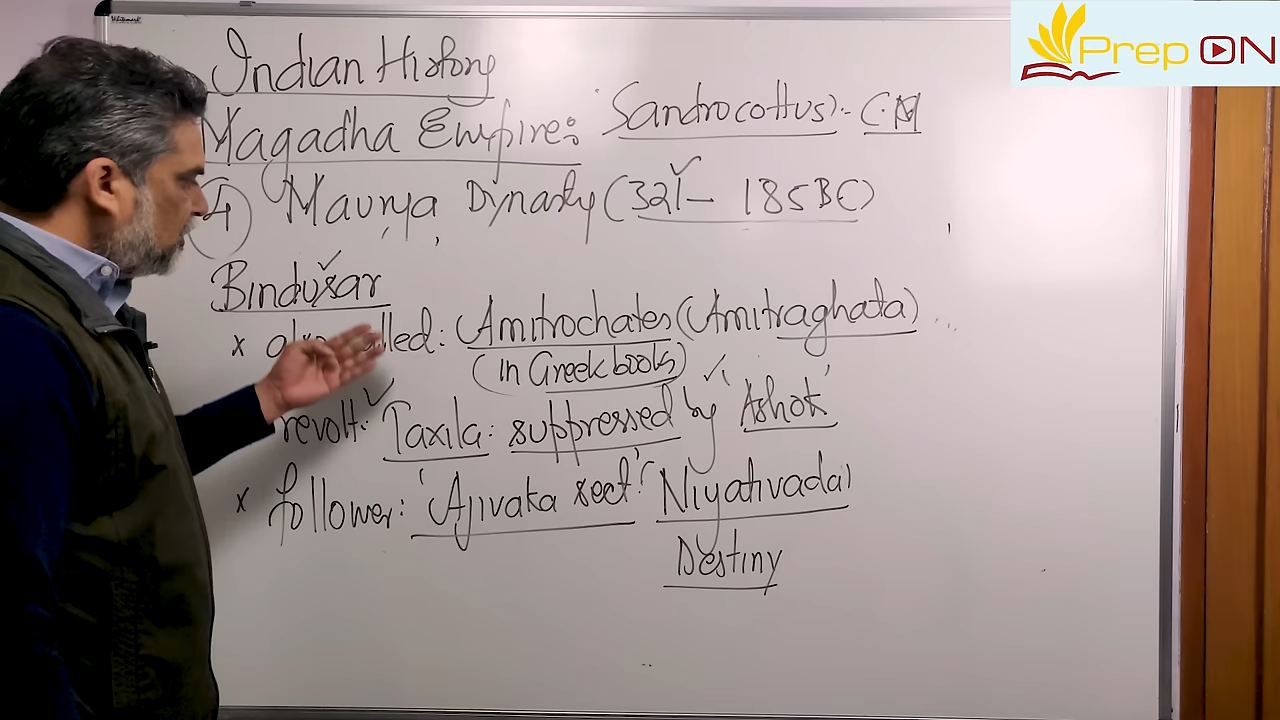 Whitemark
Prep ON
Indian History
Magadha Empire: Sandrocottus:- C.M
4 Maurya Dynasty (321 - 185 BC)
Bindusar
x also called: Amitrochates (Amitraghata) ...
(in Greek books)
revolt: Taxila: suppressed by 'Ashok'
x follower: 'Ajivaka sect' (Niyativada)
Destiny